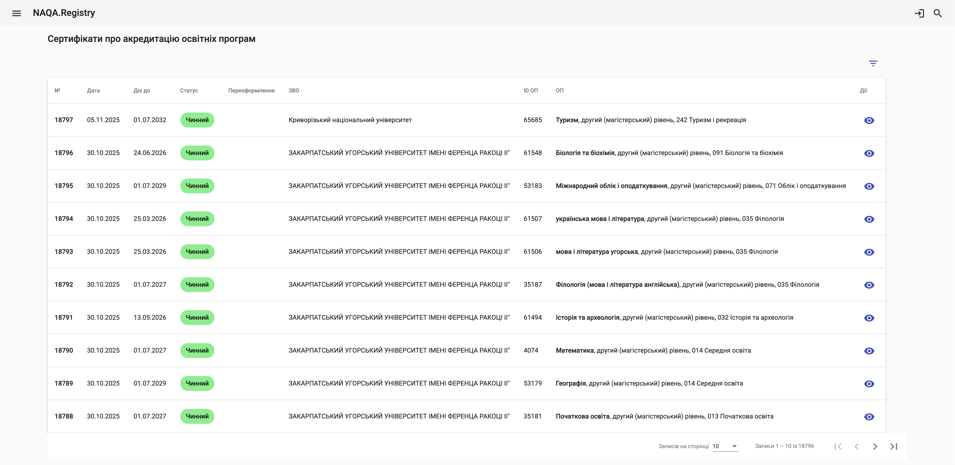 NAQA.Registry
Сертифікати про акредитацію освітніх програм
№ Дата Діє до Статус Переоформлення ЗВО ID ОП ОП Дії
18797 05.11.2025 01.07.2032 Чинний Криворізький національний університет 65685 Туризм, другий (магістерський) рівень, 242 Туризм і рекреація
18796 30.10.2025 24.06.2026 Чинний ЗАКАРПАТСЬКИЙ УГОРСЬКИЙ УНІВЕРСИТЕТ ІМЕНІ ФЕРЕНЦА РАКОЦІ ІІ" 61548 Біологія та біохімія, другий (магістерський) рівень, 091 Біологія та біохімія
18795 30.10.2025 01.07.2029 Чинний ЗАКАРПАТСЬКИЙ УГОРСЬКИЙ УНІВЕРСИТЕТ ІМЕНІ ФЕРЕНЦА РАКОЦІ ІІ" 53183 Міжнародний облік і оподаткування, другий (магістерський) рівень, 071 Облік і оподаткування
18794 30.10.2025 25.03.2026 Чинний ЗАКАРПАТСЬКИЙ УГОРСЬКИЙ УНІВЕРСИТЕТ ІМЕНІ ФЕРЕНЦА РАКОЦІ ІІ" 61507 українська мова і література, другий (магістерський) рівень, 035 Філологія
18793 30.10.2025 25.03.2026 Чинний ЗАКАРПАТСЬКИЙ УГОРСЬКИЙ УНІВЕРСИТЕТ ІМЕНІ ФЕРЕНЦА РАКОЦІ ІІ" 61506 мова і література угорська, другий (магістерський) рівень, 035 Філологія
18792 30.10.2025 01.07.2027 Чинний ЗАКАРПАТСЬКИЙ УГОРСЬКИЙ УНІВЕРСИТЕТ ІМЕНІ ФЕРЕНЦА РАКОЦІ ІІ" 35187 Філологія (мова і література англійська), другий (магістерський) рівень, 035 Філологія
18791 30.10.2025 13.05.2026 Чинний ЗАКАРПАТСЬКИЙ УГОРСЬКИЙ УНІВЕРСИТЕТ ІМЕНІ ФЕРЕНЦА РАКОЦІ ІІ" 61494 Історія та археологія, другий (магістерський) рівень, 032 Історія та археологія
18790 30.10.2025 01.07.2027 Чинний ЗАКАРПАТСЬКИЙ УГОРСЬКИЙ УНІВЕРСИТЕТ ІМЕНІ ФЕРЕНЦА РАКОЦІ ІІ" 4074 Математика, другий (магістерський) рівень, 014 Середня освіта
18789 30.10.2025 01.07.2029 Чинний ЗАКАРПАТСЬКИЙ УГОРСЬКИЙ УНІВЕРСИТЕТ ІМЕНІ ФЕРЕНЦА РАКОЦІ ІІ" 53179 Географія, другий (магістерський) рівень, 014 Середня освіта
18788 30.10.2025 01.07.2027 Чинний ЗАКАРПАТСЬКИЙ УГОРСЬКИЙ УНІВЕРСИТЕТ ІМЕНІ ФЕРЕНЦА РАКОЦІ ІІ" 35181 Початкова освіта, другий (магістерський) рівень, 013 Початкова освіта
Записів на сторінці 10 Записи 1 – 10 із 18796